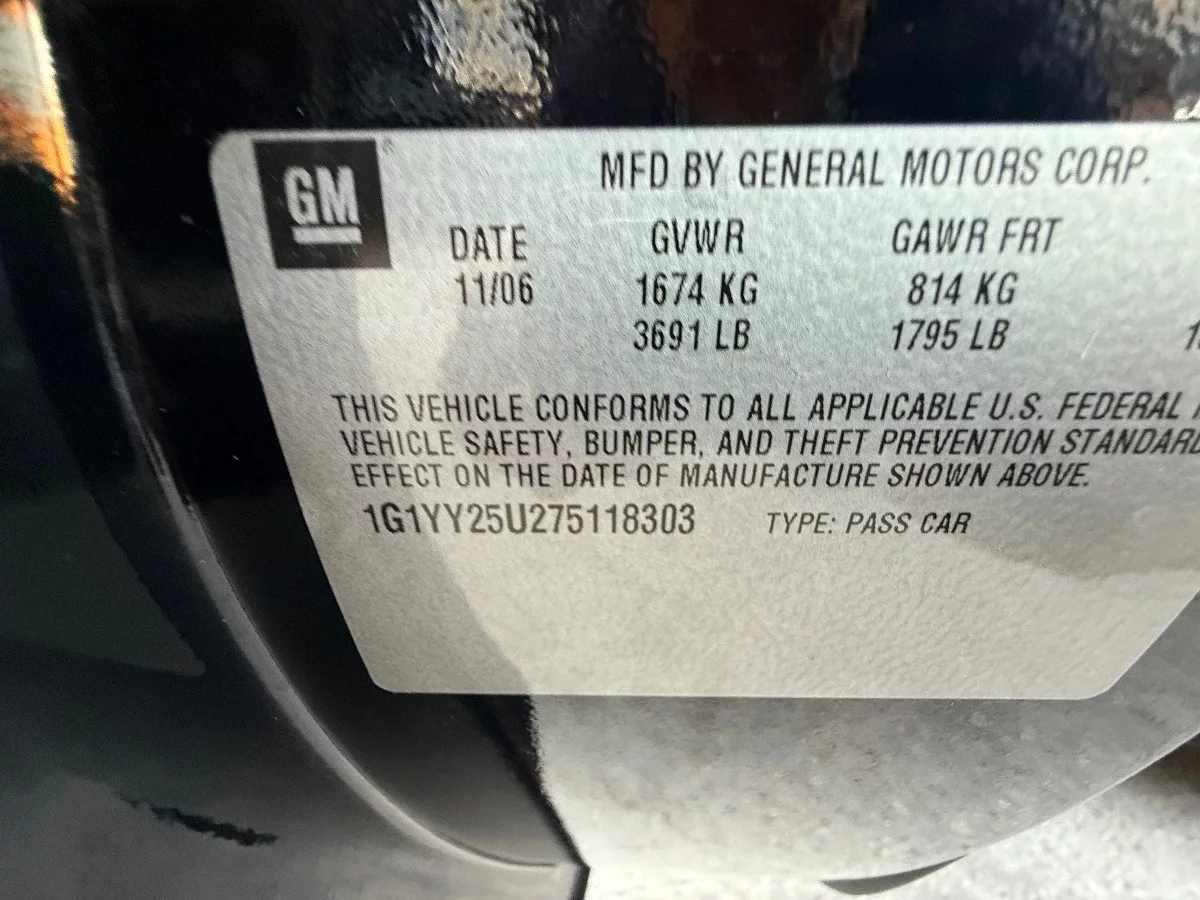 GM®
MFD BY GENERAL MOTORS CORP.
DATE GVWR GAWR FRT
11/06 1674 KG 814 KG
3691 LB 1795 LB
THIS VEHICLE CONFORMS TO ALL APPLICABLE U.S. FEDERAL
VEHICLE SAFETY, BUMPER, AND THEFT PREVENTION STANDARD
EFFECT ON THE DATE OF MANUFACTURE SHOWN ABOVE.
1G1YY25U275118303 TYPE: PASS CAR